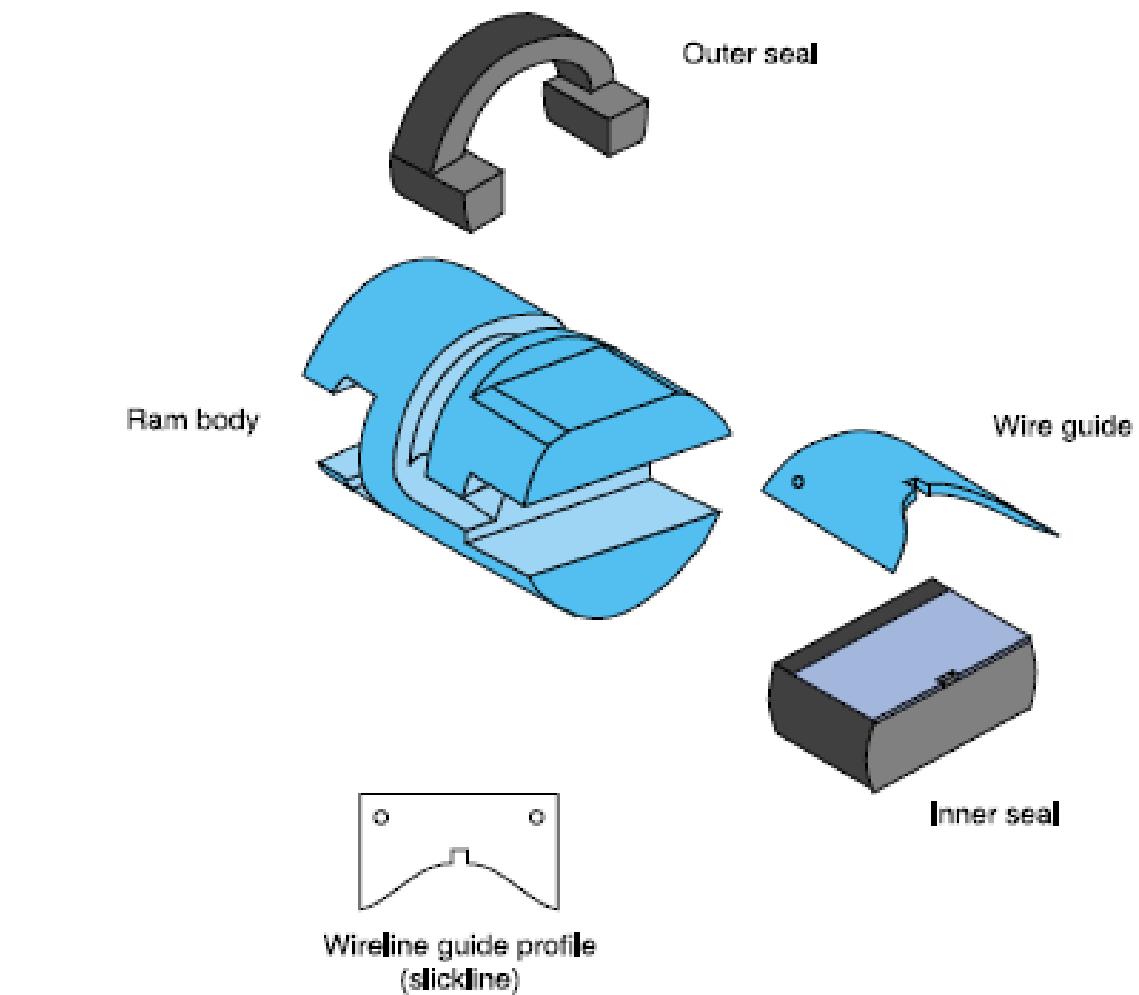 Outer seal
Ram body
Wire guide
Inner seal
Wireline guide profile
(slickline)